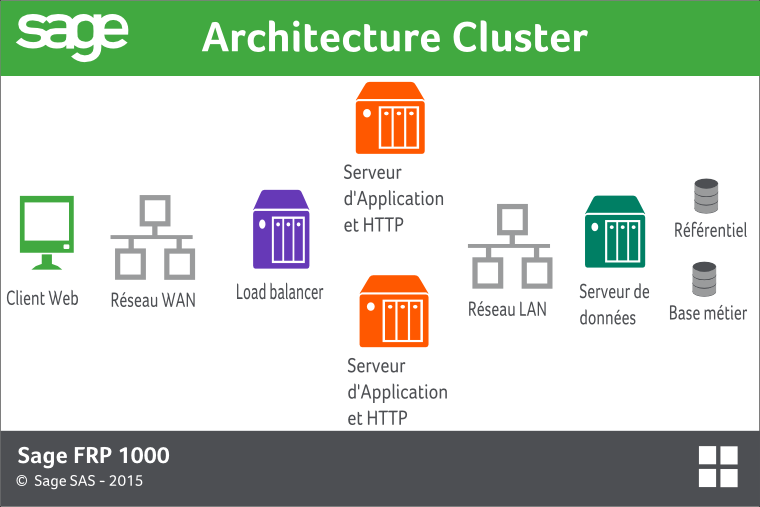 sage
Architecture Cluster
Serveur
d'Application
et HTTP
Client Web
Réseau WAN
Load balancer
Réseau LAN
Serveur de
données
Référentiel
Base métier
Serveur
d'Application
et HTTP
Sage FRP 1000
© Sage SAS - 2015